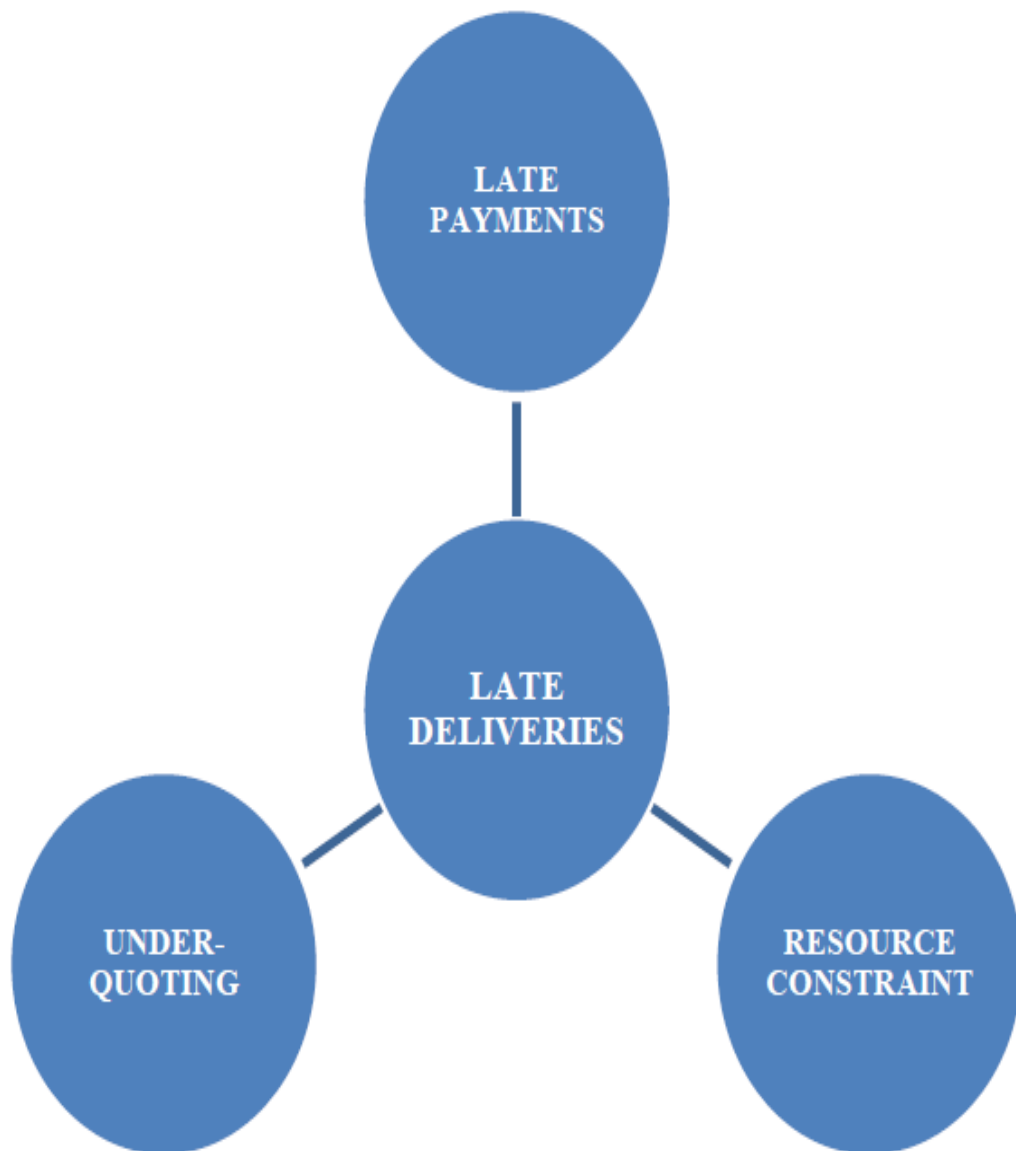 LATE
PAYMENTS
LATE
DELIVERIES
UNDER-
QUOTING
RESOURCE
CONSTRAINT